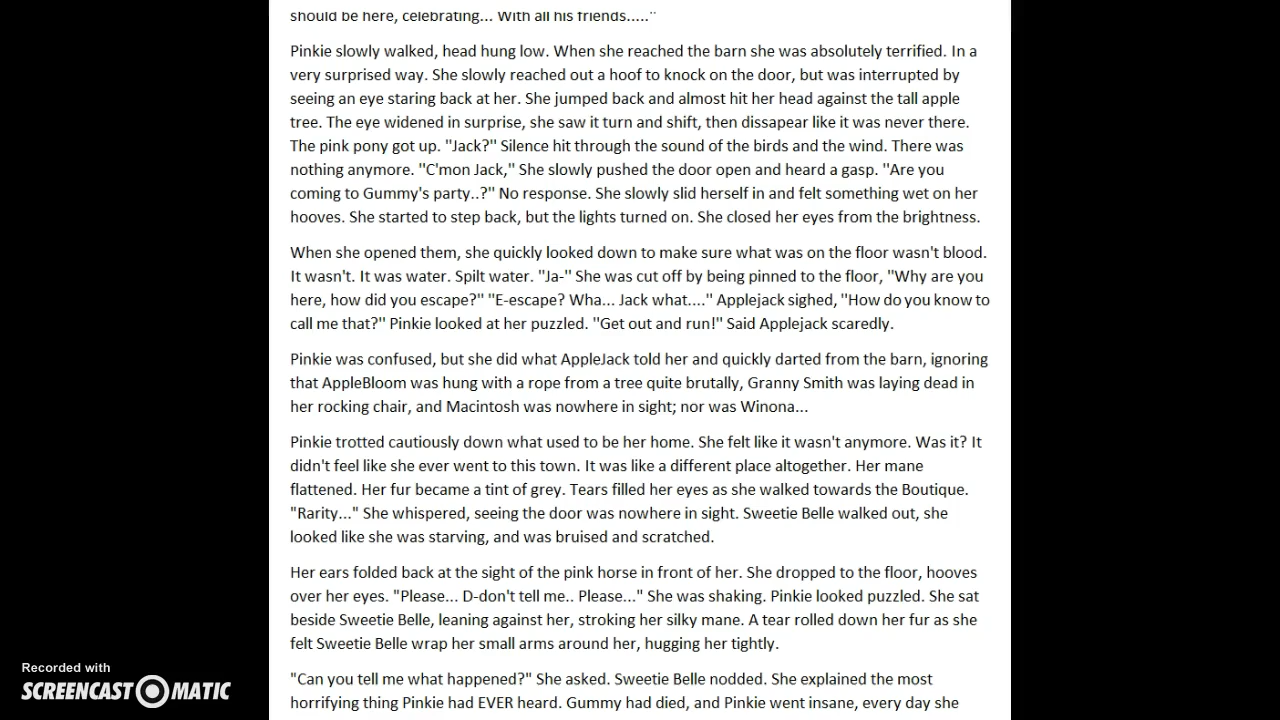 should be here, celebrating... With all his friends....."
Pinkie slowly walked, head hung low. When she reached the barn she was absolutely terrified. In a
very surprised way. She slowly reached out a hoof to knock on the door, but was interrupted by
seeing an eye staring back at her. She jumped back and almost hit her head against the tall apple
tree. The eye widened in surprise, she saw it turn and shift, then dissapear like it was never there.
The pink pony got up. "Jack?" Silence hit through the sound of the birds and the wind. There was
nothing anymore. "C'mon Jack," She slowly pushed the door open and heard a gasp. "Are you
coming to Gummy's party..?" No response. She slowly slid herself in and felt something wet on her
hooves. She started to step back, but the lights turned on. She closed her eyes from the brightness.
When she opened them, she quickly looked down to make sure what was on the floor wasn't blood.
It wasn't. It was water. Spilt water. "Ja-" She was cut off by being pinned to the floor, "Why are you
here, how did you escape?" "E-escape? Wha... Jack what...." Applejack sighed, "How do you know to
call me that?" Pinkie looked at her puzzled. "Get out and run!" Said Applejack scaredly.
Pinkie was confused, but she did what AppleJack told her and quickly darted from the barn, ignoring
that AppleBloom was hung with a rope from a tree quite brutally, Granny Smith was laying dead in
her rocking chair, and Macintosh was nowhere in sight; nor was Winona...
Pinkie trotted cautiously down what used to be her home. She felt like it wasn't anymore. Was it? It
didn't feel like she ever went to this town. It was like a different place altogether. Her mane
flattened. Her fur became a tint of grey. Tears filled her eyes as she walked towards the Boutique.
"Rarity..." She whispered, seeing the door was nowhere in sight. Sweetie Belle walked out, she
looked like she was starving, and was bruised and scratched.
Her ears folded back at the sight of the pink horse in front of her. She dropped to the floor, hooves
over her eyes. "Please... D-don't tell me.. Please..." She was shaking. Pinkie looked puzzled. She sat
beside Sweetie Belle, leaning against her, stroking her silky mane. A tear rolled down her fur as she
felt Sweetie Belle wrap her small arms around her, hugging her tightly.
"Can you tell me what happened?" She asked. Sweetie Belle nodded. She explained the most
horrifying thing Pinkie had EVER heard. Gummy had died, and Pinkie went insane, every day she
Recorded with
SCREENCAST-O-MATIC